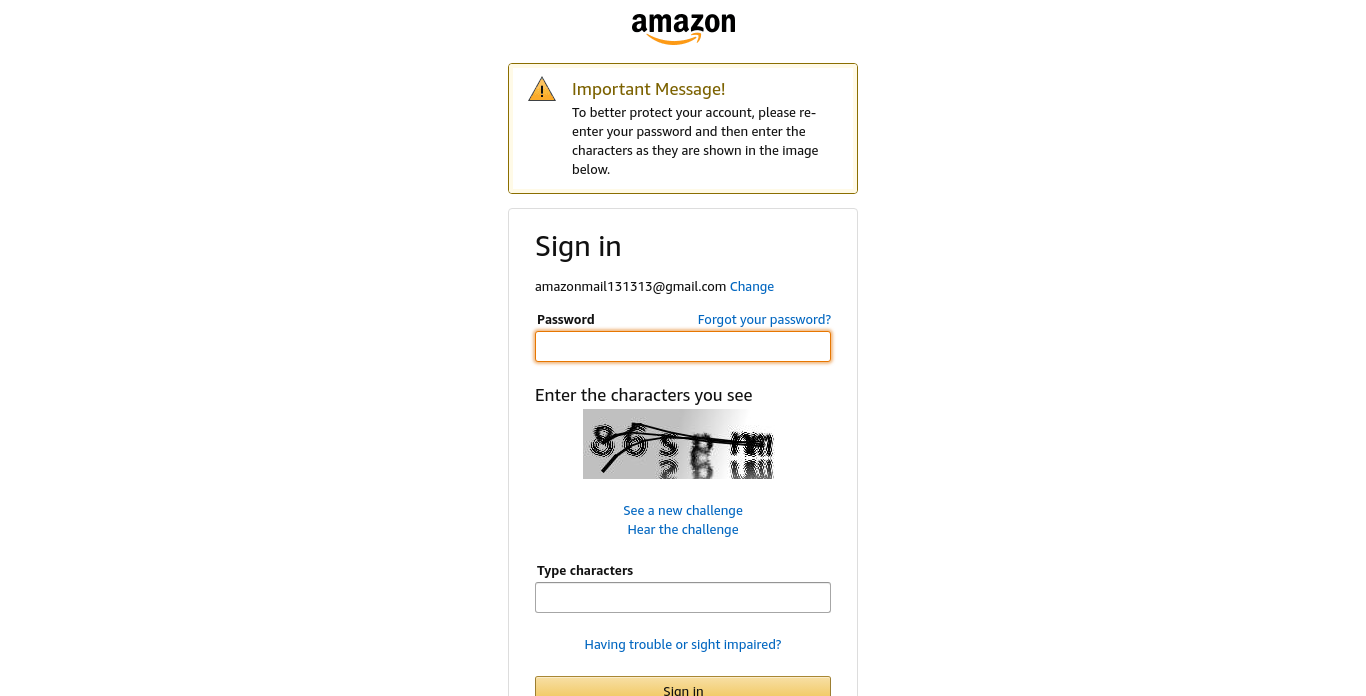 amazon
Important Message!
To better protect your account, please re-
enter your password and then enter the
characters as they are shown in the image
below.
Sign in
amazonmail131313@gmail.com Change
Password Forgot your password?
Enter the characters you see
See a new challenge
Hear the challenge
Type characters
Having trouble or sight impaired?
Sign in